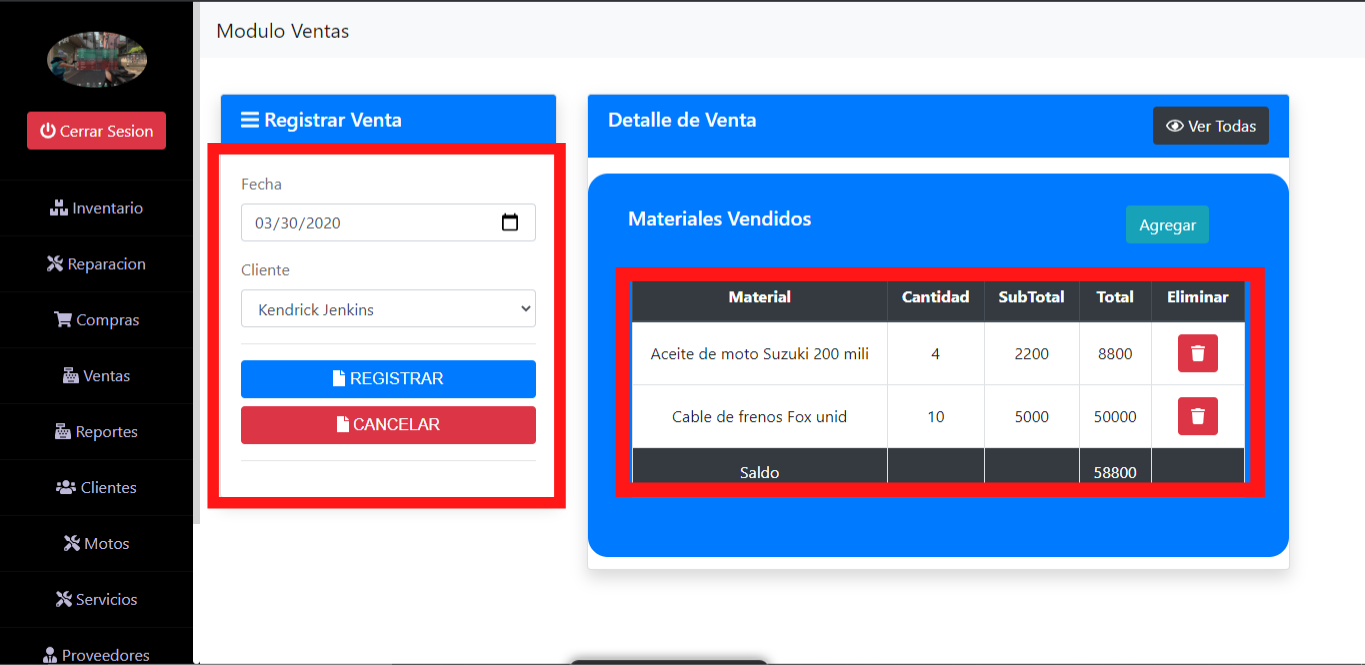 Modulo Ventas
Cerrar Sesion
Inventario
Reparacion
Compras
Ventas
Reportes
Clientes
Motos
Servicios
Proveedores
Registrar Venta
Fecha
03/30/2020
Cliente
Kendrick Jenkins
REGISTRAR
CANCELAR
Detalle de Venta
Ver Todas
Materiales Vendidos
Agregar
Material Cantidad SubTotal Total Eliminar
Aceite de moto Suzuki 200 mili 4 2200 8800
Cable de frenos Fox unid 10 5000 50000
Saldo 58800